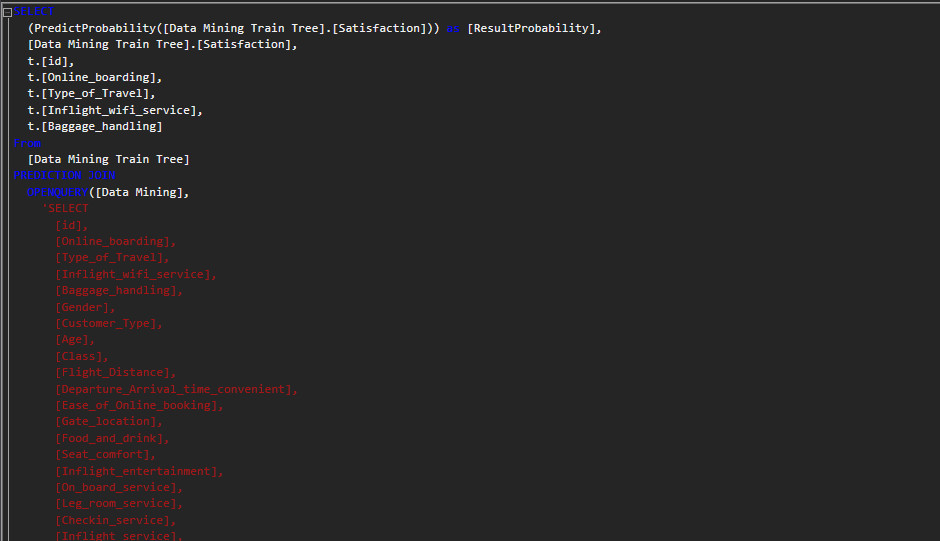 SELECT
(PredictProbability([Data Mining Train Tree].[Satisfaction])) as [ResultProbability],
[Data Mining Train Tree].[Satisfaction],
t.[id],
t.[Online_boarding],
t.[Type_of_Travel],
t.[Inflight_wifi_service],
t.[Baggage_handling]
From
[Data Mining Train Tree]
PREDICTION JOIN
OPENQUERY([Data Mining],
'SELECT
[id],
[Online_boarding],
[Type_of_Travel],
[Inflight_wifi_service],
[Baggage_handling],
[Gender],
[Customer_Type],
[Age],
[Class],
[Flight_Distance],
[Departure_Arrival_time_convenient],
[Ease_of_Online_booking],
[Gate_location],
[Food_and_drink],
[Seat_comfort],
[Inflight_entertainment],
[On_board_service],
[Leg_room_service],
[Checkin_service],
[Inflight_service],